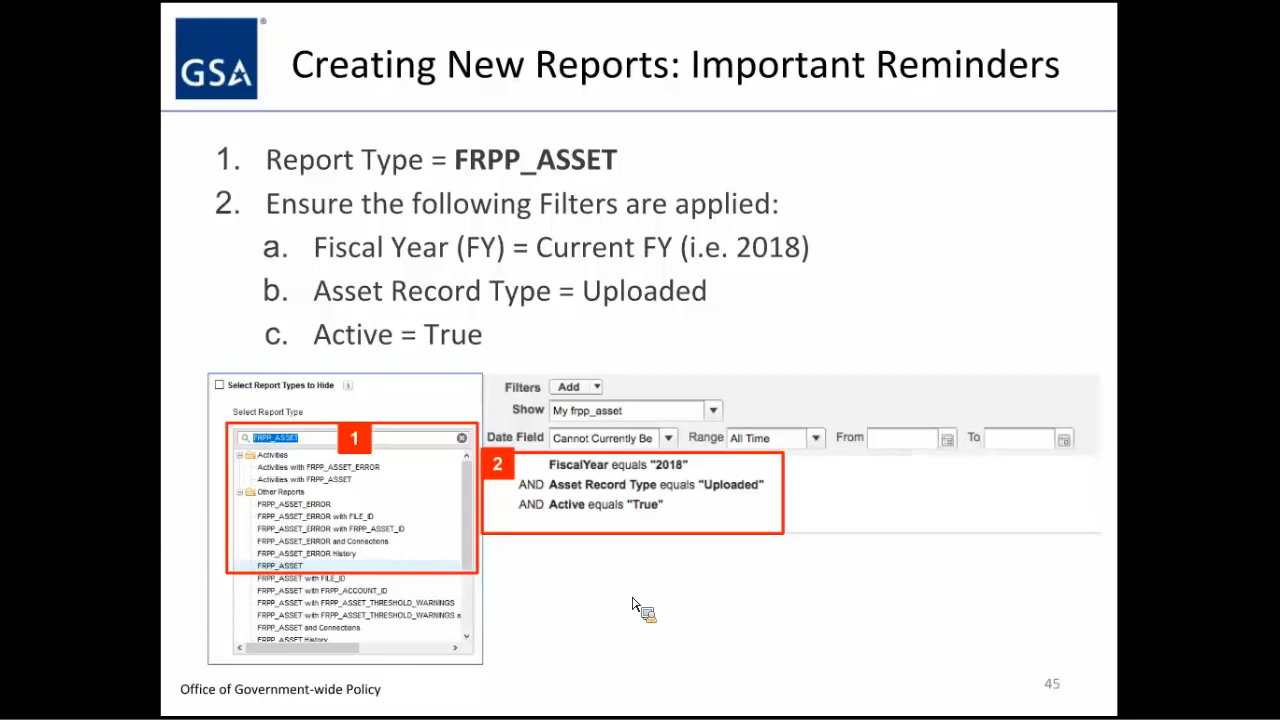 GSA
®
Creating New Reports: Important Reminders
1. Report Type = FRPP_ASSET
2. Ensure the following Filters are applied:
a. Fiscal Year (FY) = Current FY (i.e. 2018)
b. Asset Record Type = Uploaded
c. Active = True
Select Report Types to Hide i
Select Report Type
FRPP_ASSET
1
Activities
Activities with FRPP_ASSET_ERROR
Activities with FRPP_ASSET
Other Reports
FRPP_ASSET_ERROR
FRPP_ASSET_ERROR with FILE_ID
FRPP_ASSET_ERROR with FRPP_ASSET_ID
FRPP_ASSET_ERROR and Connections
FRPP_ASSET_ERROR History
FRPP_ASSET
FRPP_ASSET with FILE_ID
FRPP_ASSET with FRPP_ACCOUNT_ID
FRPP_ASSET with FRPP_ASSET_THRESHOLD_WARNINGS
FRPP_ASSET with FRPP_ASSET_THRESHOLD_WARNINGS a
FRPP_ASSET and Connections
FRPP_ASSET History
Filters Add
Show My frpp_asset
Date Field Cannot Currently Be Range All Time From To
2
FiscalYear equals "2018"
AND Asset Record Type equals "Uploaded"
AND Active equals "True"
Office of Government-wide Policy
45